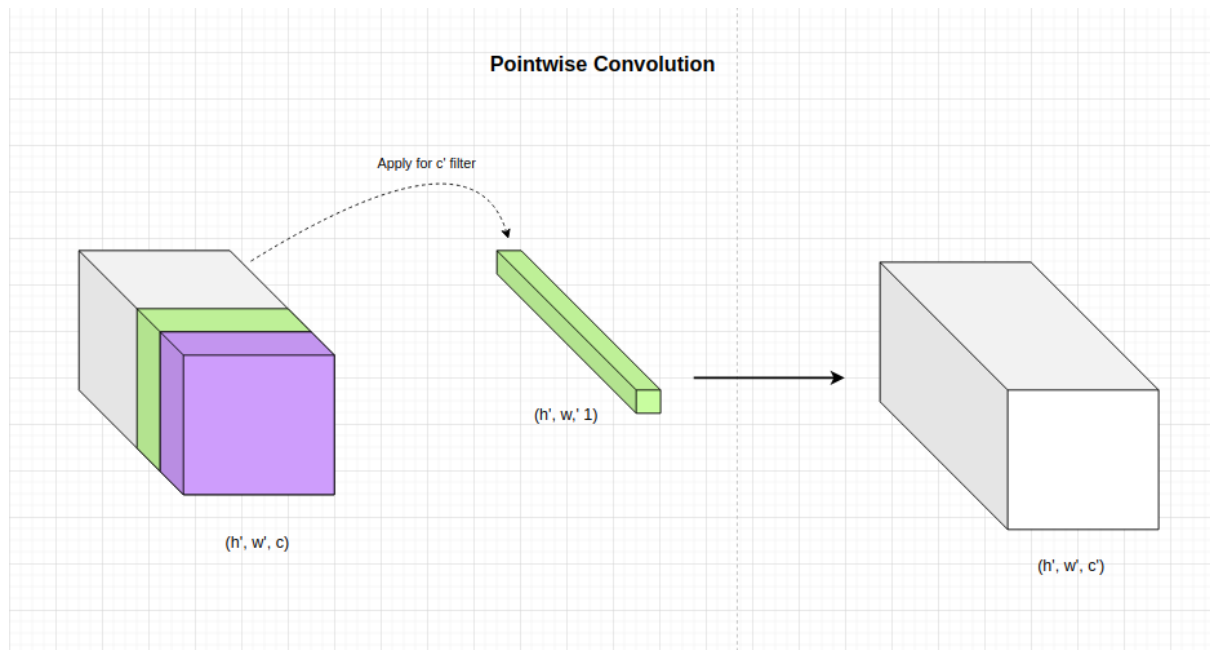 Pointwise Convolution
Apply for c' filter
(h', w,' 1)
(h', w', c)
(h', w', c')